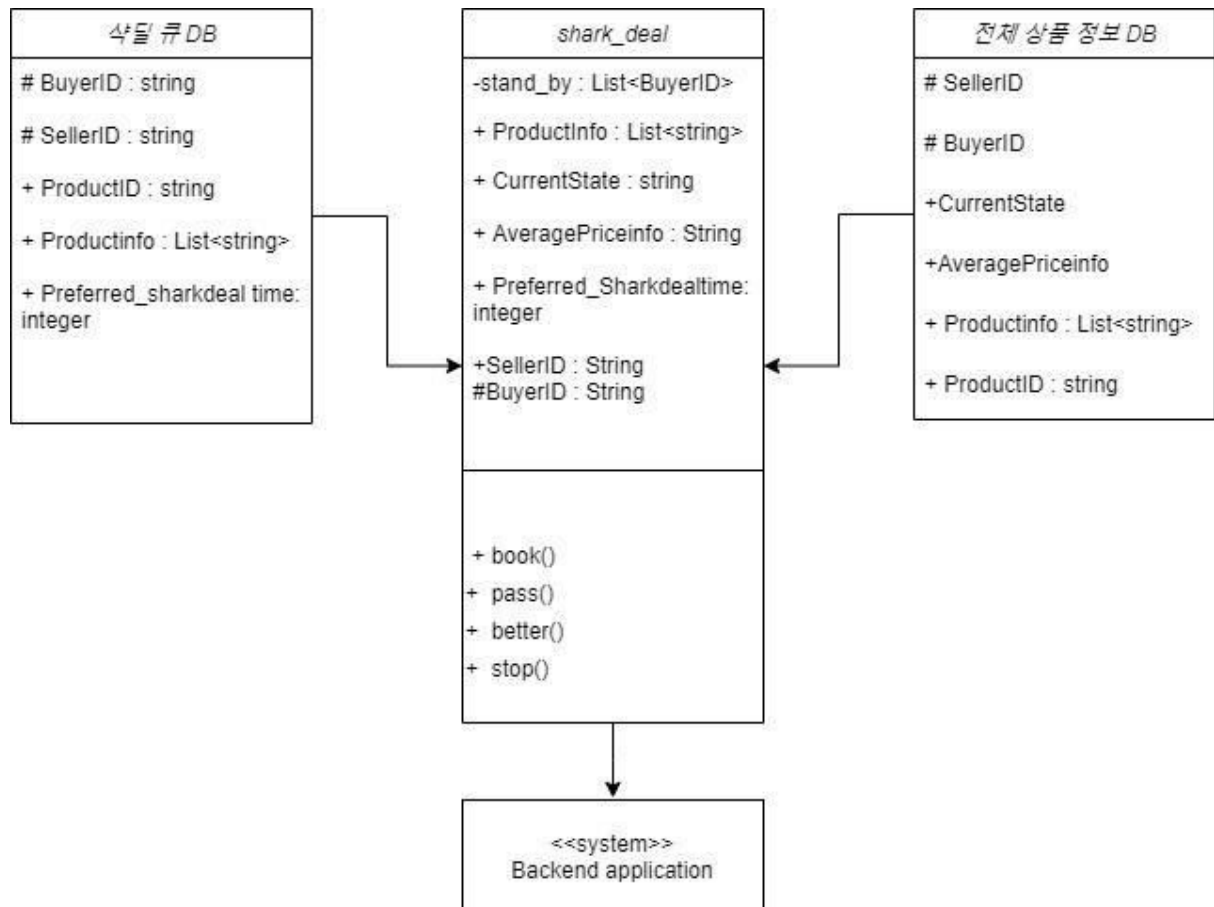 샥딜 큐 DB
# BuyerID : string
# SellerID : string
+ ProductID : string
+ Productinfo : List<string>
+ Preferred_sharkdeal time:
integer
shark_deal
-stand_by : List<BuyerID>
+ ProductInfo : List<string>
+ CurrentState : string
+ AveragePriceinfo : String
+ Preferred_Sharkdealtime:
integer
+SellerID : String
#BuyerID : String
+ book()
+ pass()
+ better()
+ stop()
전체 상품 정보 DB
# SellerID
# BuyerID
+CurrentState
+AveragePriceinfo
+ Productinfo : List<string>
+ ProductID : string
<<system>>
Backend application